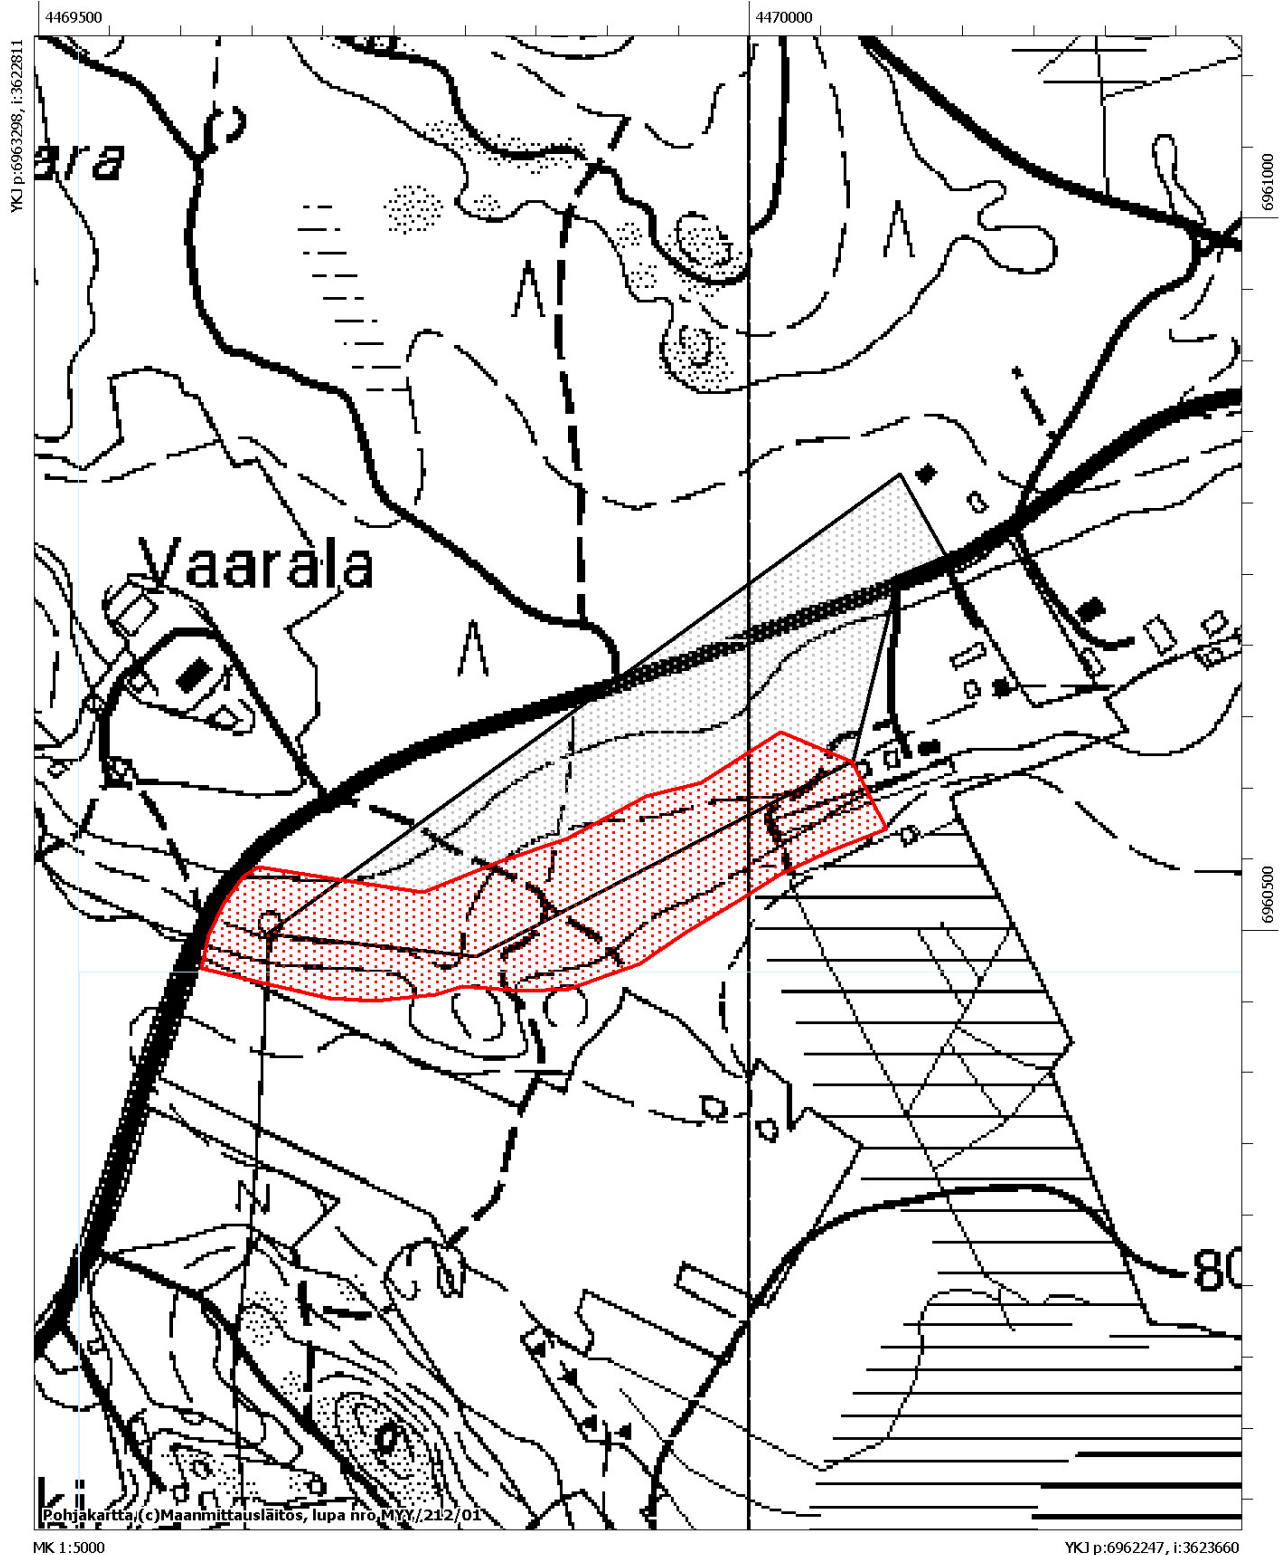 4469500
4470000
YKJ p:6963298, i:3622811
ara
6961000
Vaarala
6960500
80
ki
Pohjakartta (c)Maanmittauslaitos, lupa nro MYY/212/01
MK 1:5000
YKJ p:6962247, i:3623660